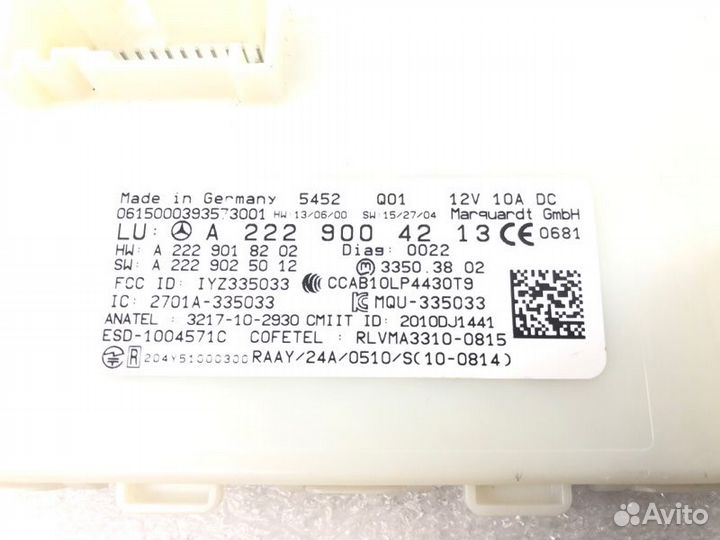 Made in Germany 5452 Q01 12V 10A DC
0615000393573001 HW:13/06/00 SW:15/27/04 Marquardt GmbH
LU: A 222 900 42 13 CE 0681
HW: A 222 901 82 02 Diag: 0022
SW: A 222 902 50 12 M 3350.38 02
FCC ID: IYZ335033 CCAB10LP4430T9
IC: 2701A-335033 MQU-335033
ANATEL : 3217-10-2930 CMIIT ID: 2010DJ1441
ESD-1004571C COFETEL : RLVMA3310-0815
R 204Y51000300 RAAY/24A/0510/S(10-0814)
Avito